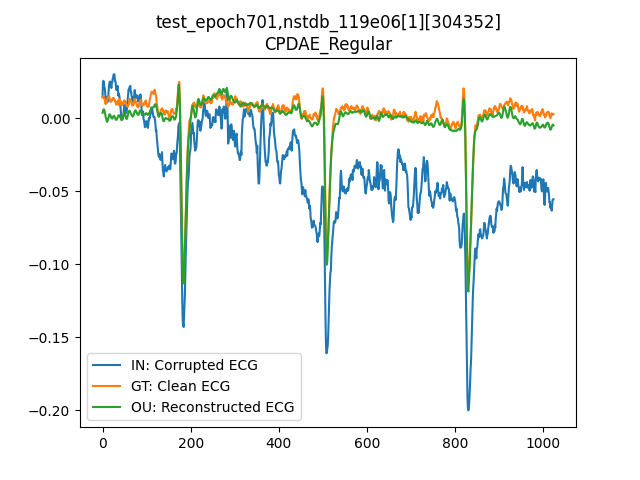 test_epoch701,nstdb_119e06[1][304352]
CPDAE_Regular
0.00
−0.05
−0.10
−0.15
−0.20
IN: Corrupted ECG
GT: Clean ECG
OU: Reconstructed ECG
0 200 400 600 800 1000